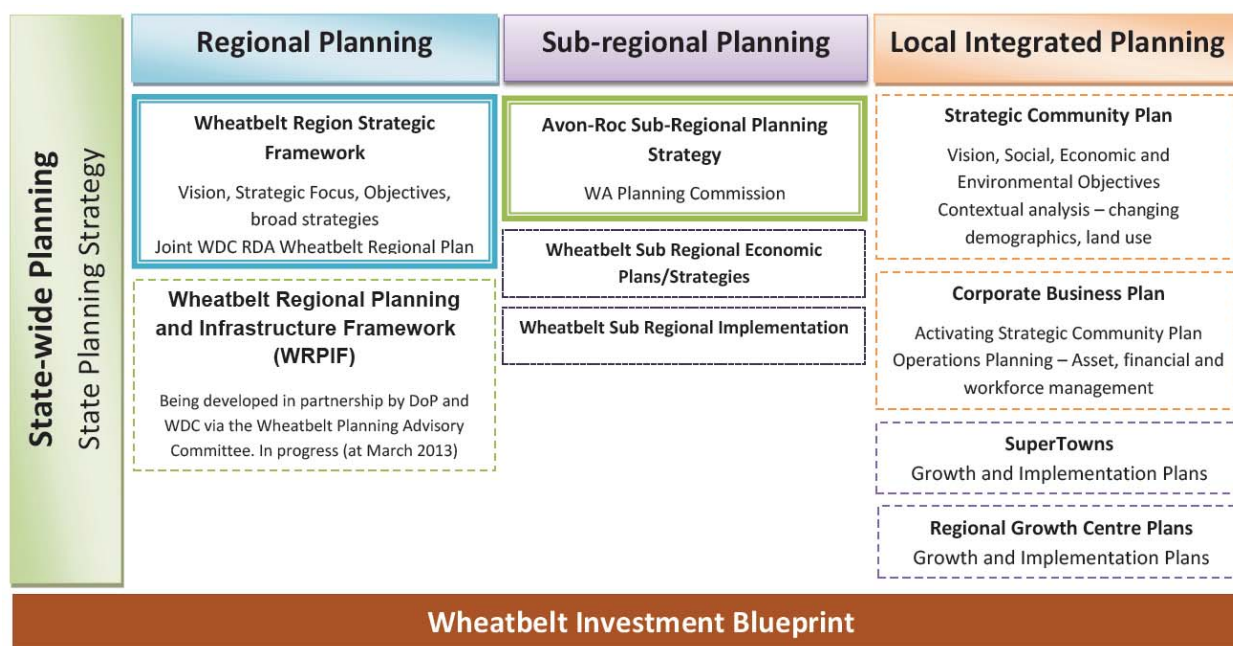 State-wide Planning
State Planning Strategy
Regional Planning
Wheatbelt Region Strategic
Framework
Vision, Strategic Focus, Objectives,
broad strategies
Joint WDC RDA Wheatbelt Regional Plan
Wheatbelt Regional Planning
and Infrastructure Framework
(WRPIF)
Being developed in partnership by DoP and
WDC via the Wheatbelt Planning Advisory
Committee. In progress (at March 2013)
Sub-regional Planning
Avon-Roc Sub-Regional Planning
Strategy
WA Planning Commission
Wheatbelt Sub Regional Economic
Plans/Strategies
Wheatbelt Sub Regional Implementation
Local Integrated Planning
Strategic Community Plan
Vision, Social, Economic and
Environmental Objectives
Contextual analysis – changing
demographics, land use
Corporate Business Plan
Activating Strategic Community Plan
Operations Planning – Asset, financial and
workforce management
SuperTowns
Growth and Implementation Plans
Regional Growth Centre Plans
Growth and Implementation Plans
Wheatbelt Investment Blueprint